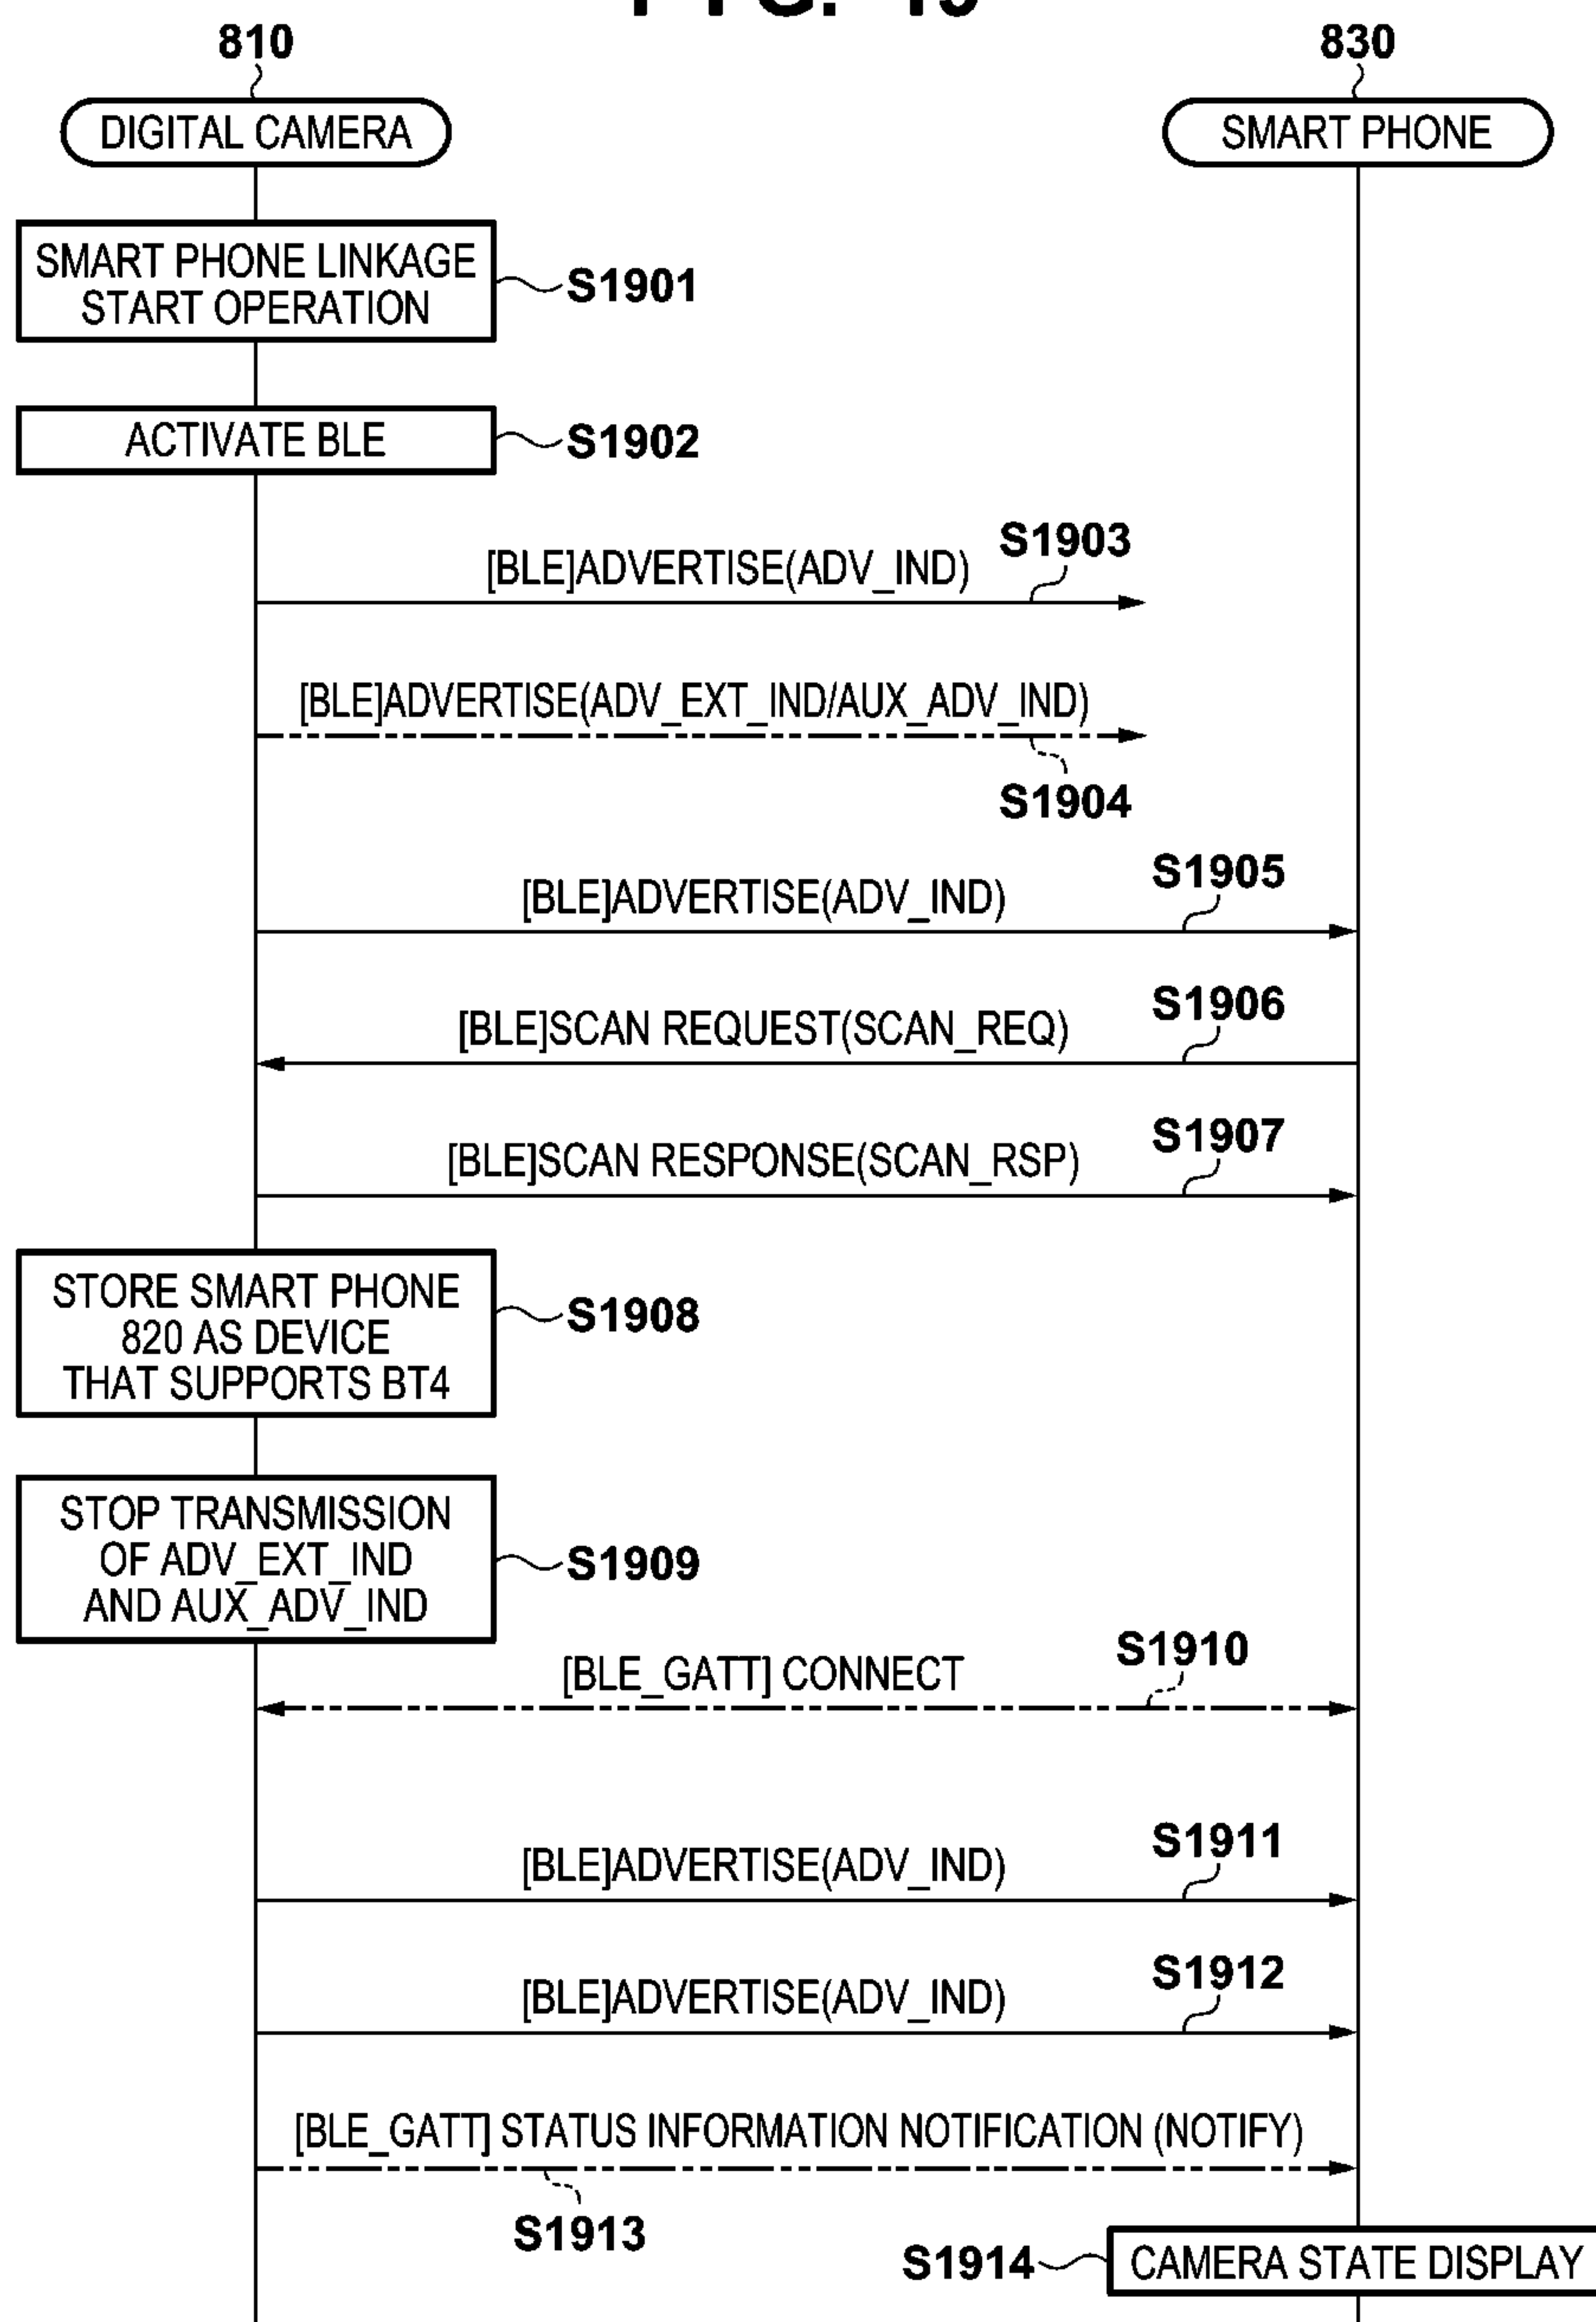 FIG. 19
810
830
DIGITAL CAMERA
SMART PHONE
SMART PHONE LINKAGE
START OPERATION
S1901
ACTIVATE BLE
S1902
[BLE]ADVERTISE(ADV_IND)
S1903
[BLE]ADVERTISE(ADV_EXT_IND/AUX_ADV_IND)
S1904
[BLE]ADVERTISE(ADV_IND)
S1905
[BLE]SCAN REQUEST(SCAN_REQ)
S1906
[BLE]SCAN RESPONSE(SCAN_RSP)
S1907
STORE SMART PHONE
820 AS DEVICE
THAT SUPPORTS BT4
S1908
STOP TRANSMISSION
OF ADV_EXT_IND
AND AUX_ADV_IND
S1909
[BLE_GATT] CONNECT
S1910
[BLE]ADVERTISE(ADV_IND)
S1911
[BLE]ADVERTISE(ADV_IND)
S1912
[BLE_GATT] STATUS INFORMATION NOTIFICATION (NOTIFY)
S1913
S1914
CAMERA STATE DISPLAY